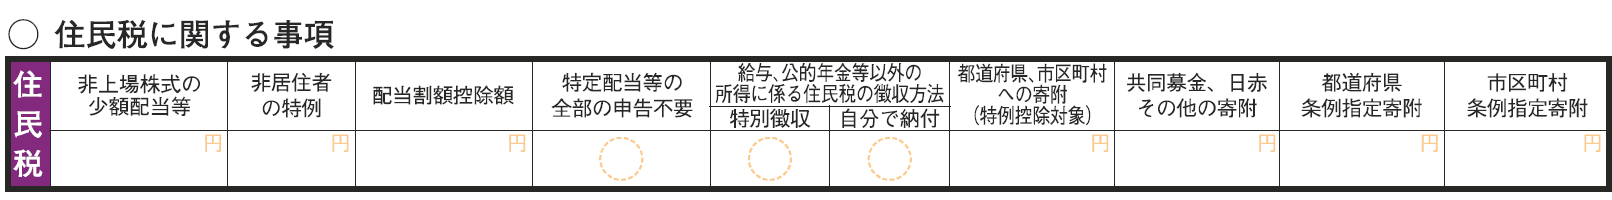 ○ 住民税に関する事項
住民税
非上場株式の
少額配当等
非居住者
の特例
配当割額控除額
特定配当等の
全部の申告不要
給与、公的年金等以外の
所得に係る住民税の徴収方法
特別徴収
自分で納付
都道府県、市区町村
への寄附
（特例控除対象）
共同募金、日赤
その他の寄附
都道府県
条例指定寄附
市区町村
条例指定寄附
円
円
円
円
円
円
円